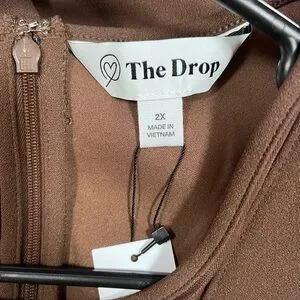 The Drop
2X
MADE IN
VIETNAM